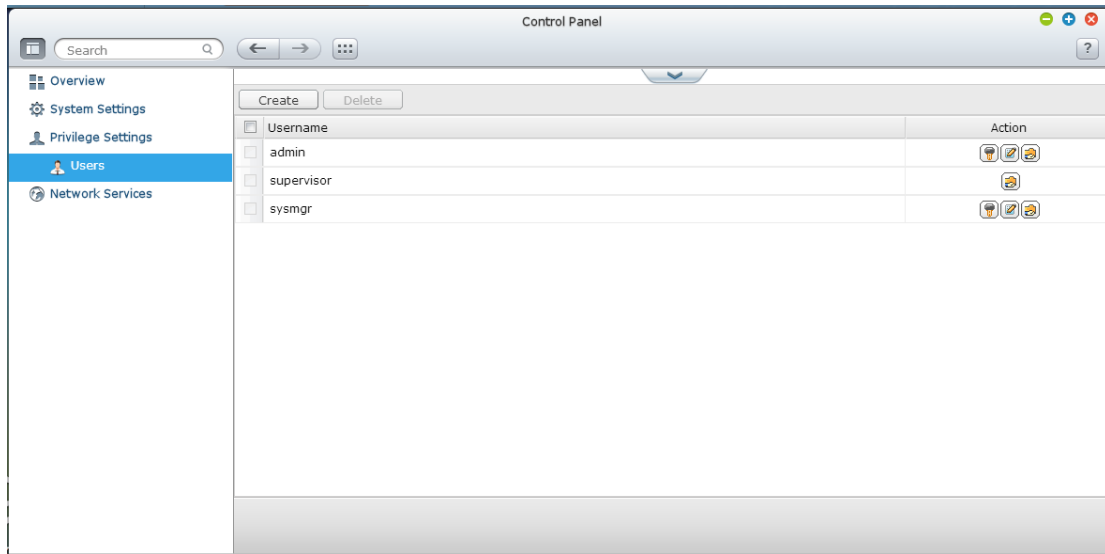 Control Panel
Search
?
Overview
System Settings
Privilege Settings
Users
Network Services
Create Delete
Username Action
admin
supervisor
sysmgr